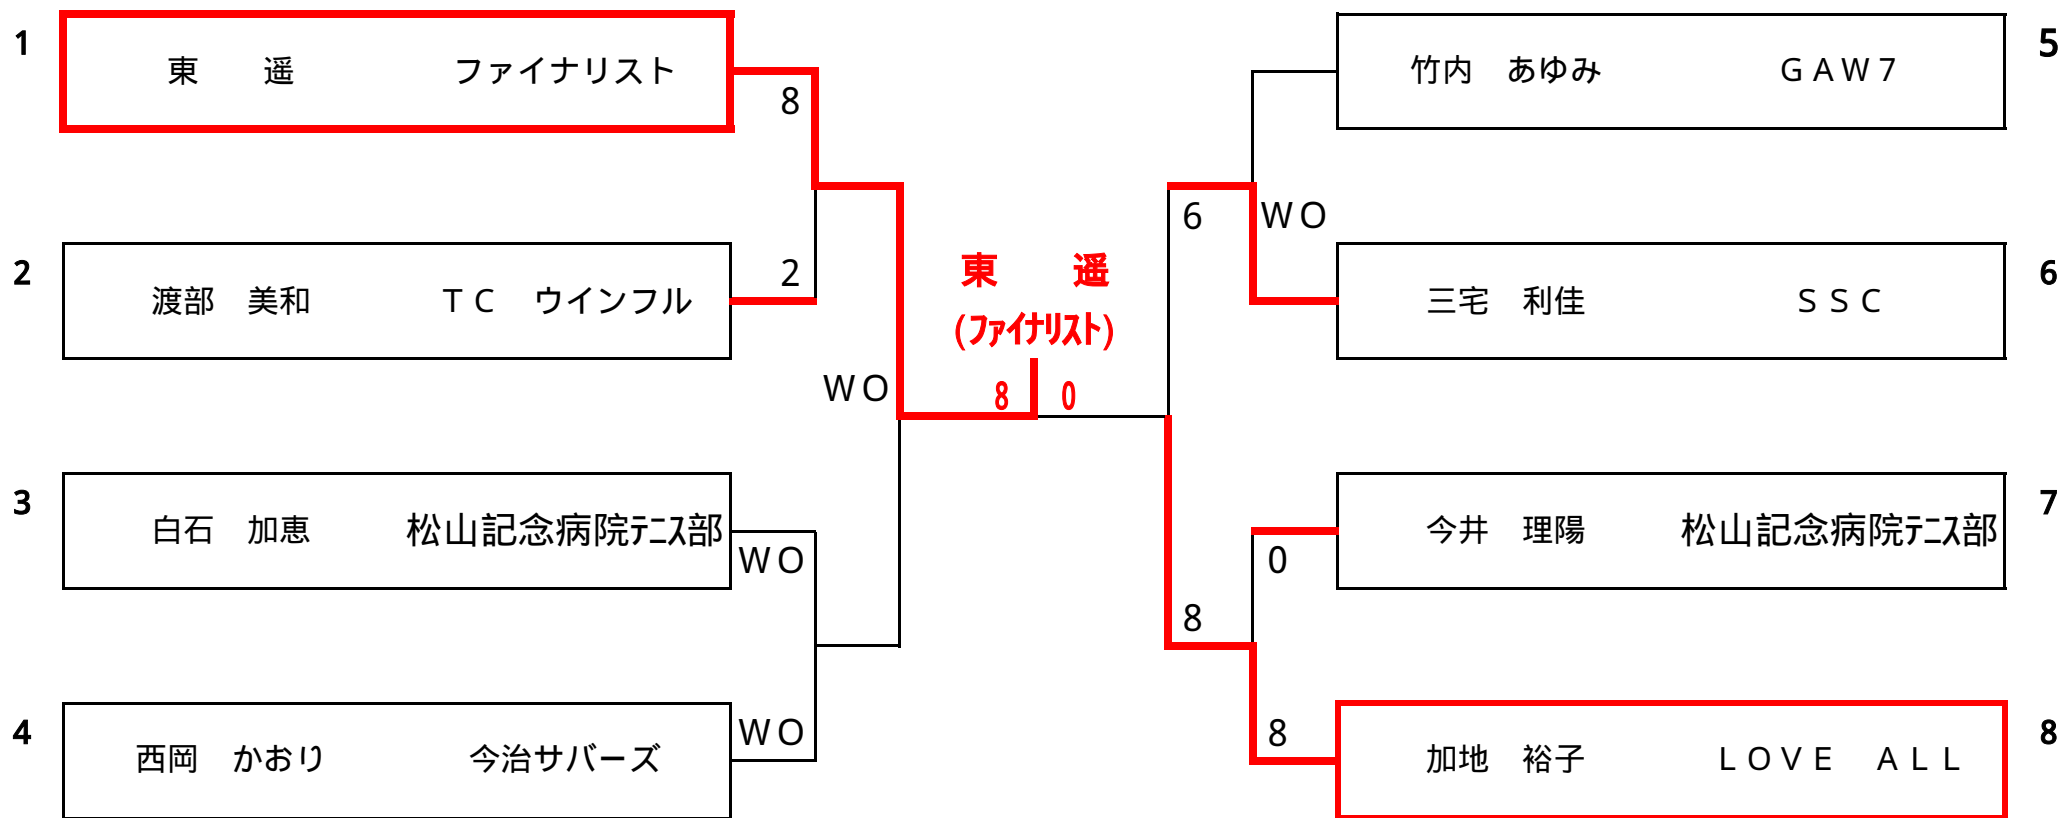 1 東　　遥　　ファイナリスト
8
2 渡部　美和　　ＴＣ　ウインフル
2
WO
3 白石　加恵　　松山記念病院ﾃﾆｽ部
WO
4 西岡　かおり　　今治サバーズ
WO
東　　遥
(ﾌｧｲﾅﾘｽﾄ)
8 0
5 竹内　あゆみ　　ＧＡＷ７
6
WO
6 三宅　利佳　　ＳＳＣ
7 今井　理陽　　松山記念病院ﾃﾆｽ部
0
8
8
8 加地　裕子　　ＬＯＶＥ　ＡＬＬ